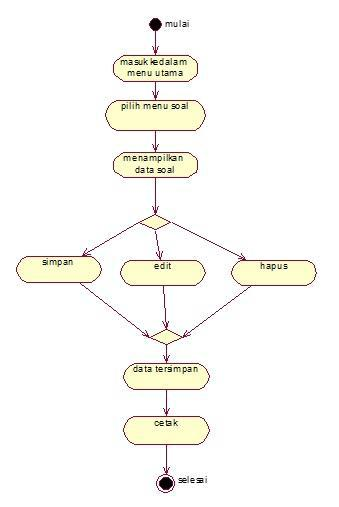 mulai
masuk kedalam
menu utama
pilih menu soal
menampilkan
data soal
simpan
edit
hapus
data tersimpan
cetak
selesai